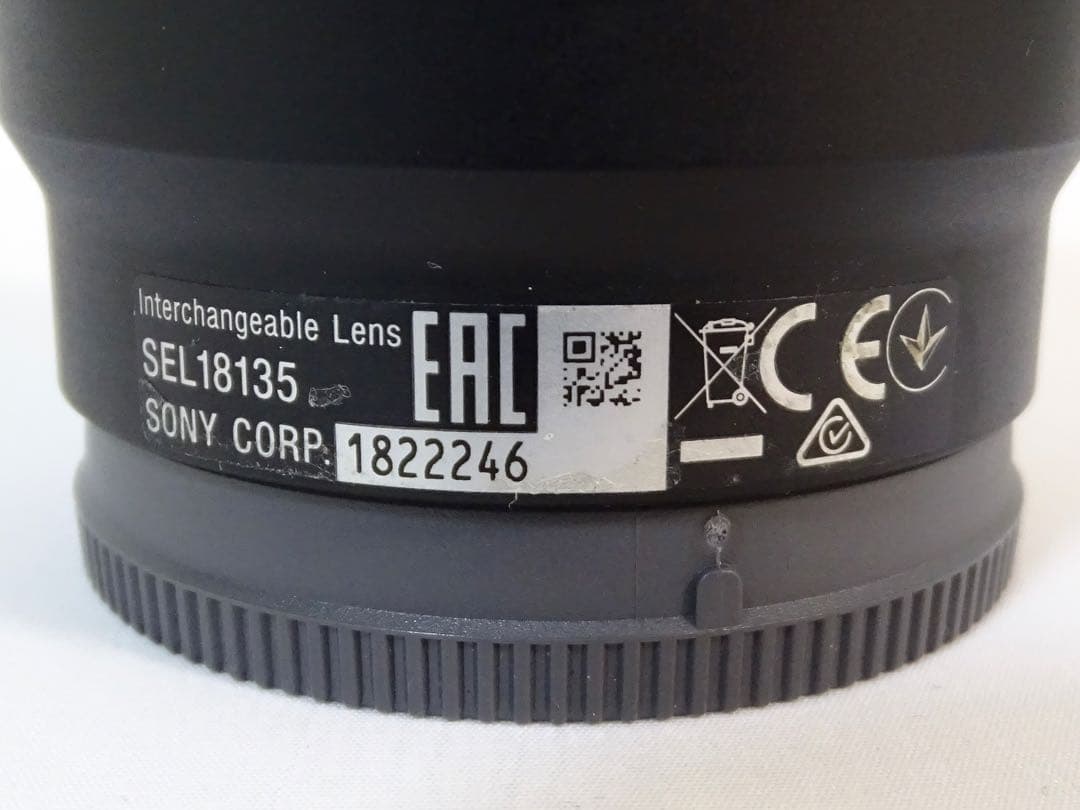 Interchangeable Lens
SEL18135
SONY CORP. 1822246
EAC
CE